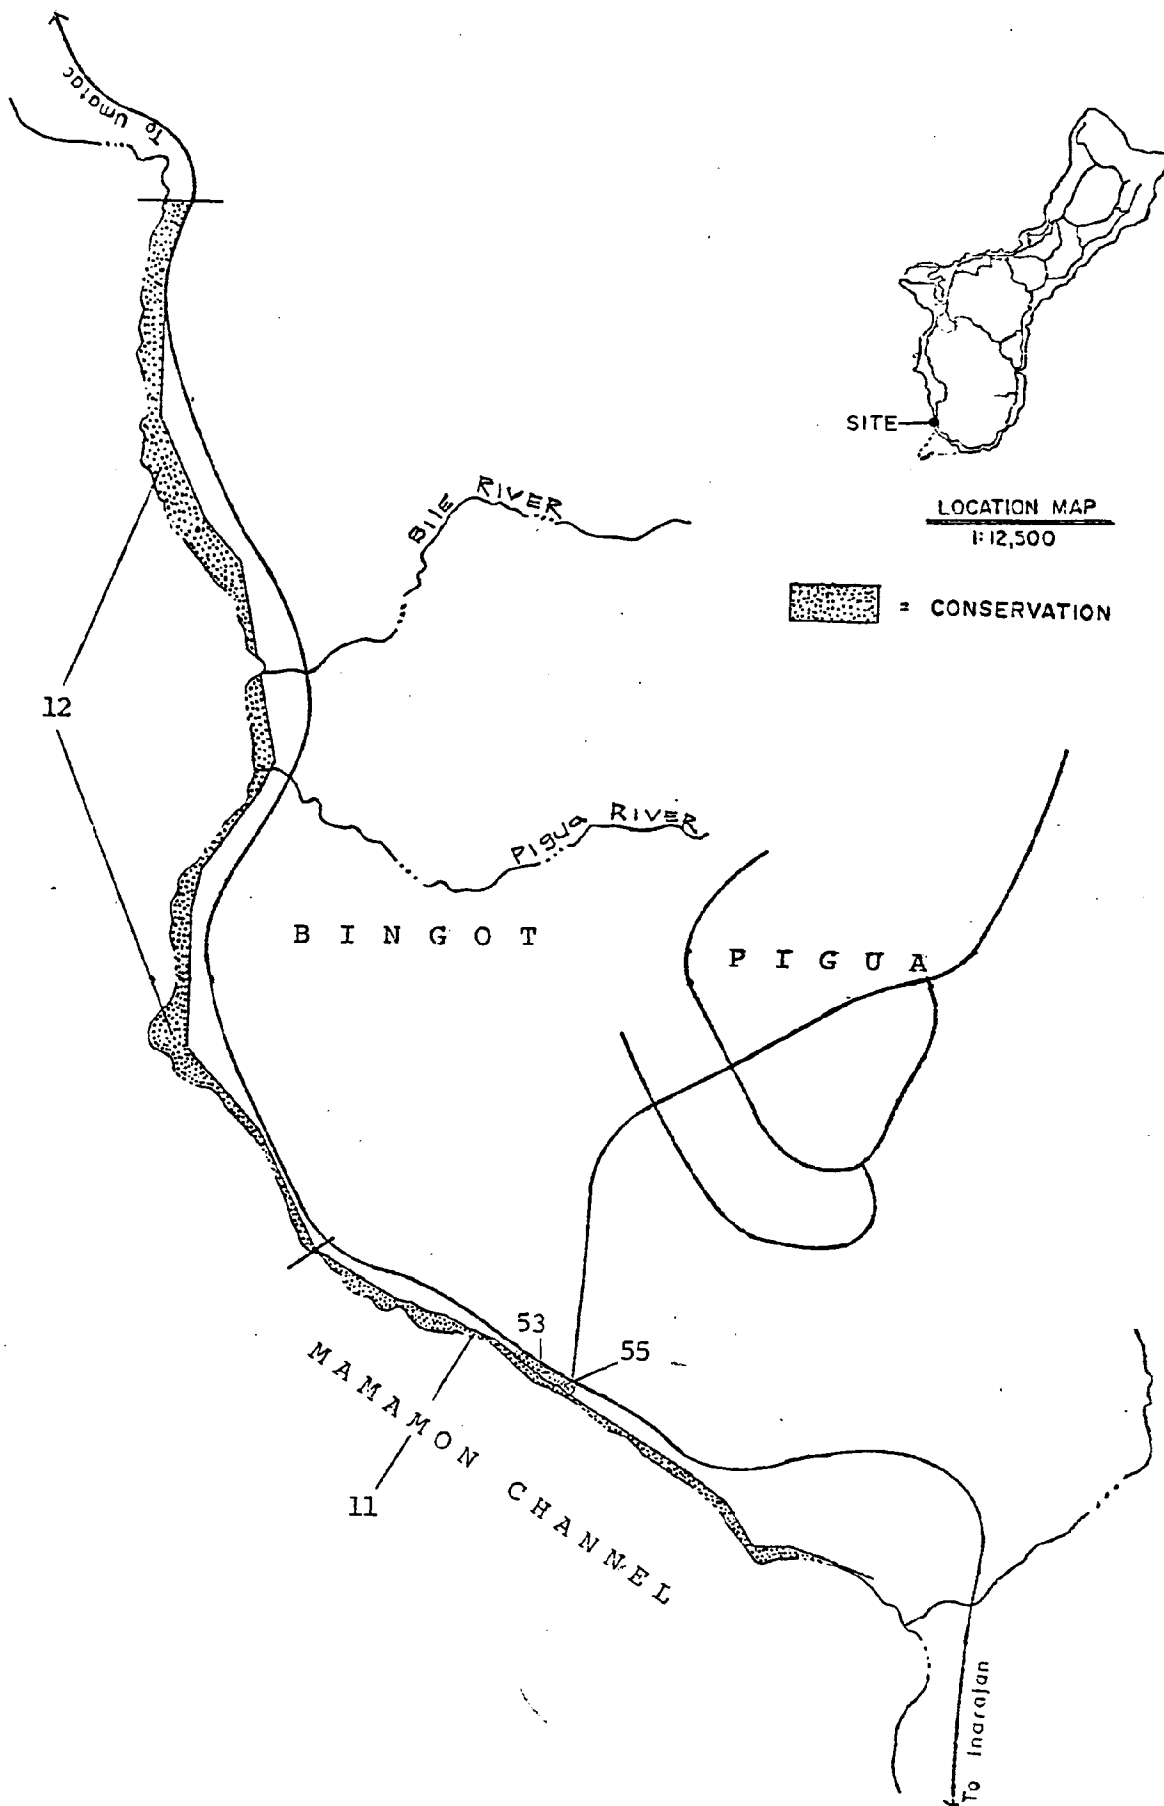 To Umatac
SITE
LOCATION MAP
1:12,500
= CONSERVATION
Bile RIVER
12
Pigua RIVER
BINGOT
PIGUA
53
55
MAMAMON CHANNEL
11
To Inarajan